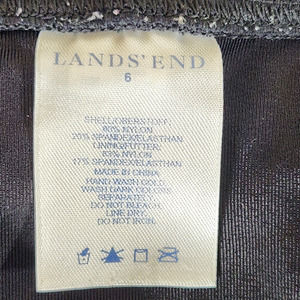 LANDS' END
6
SHELL/OBERSTOFF:
80% NYLON
20% SPANDEX/ELASTHAN
LINING/FUTTER:
83% NYLON
17% SPANDEX/ELASTHAN
MADE IN CHINA
HAND WASH COLD.
WASH DARK COLORS
SEPARATELY.
DO NOT BLEACH.
LINE DRY.
DO NOT IRON.